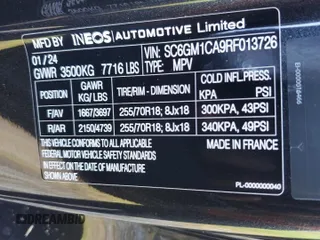 MFD BY INEOS AUTOMOTIVE Limited
01/24 VIN: SC6GM1CA9RF013726
GVWR 3500KG 7716 LBS TYPE: MPV
GAWR KG/LBS TIRE/RIM - DIMENSION COLD INFL.PRES. KPA PSI
F/AV 1667/3697 255/70R18; 8Jx18 300KPA, 43PSI
R/AR 2150/4739 255/70R18; 8Jx18 340KPA, 49PSI
THIS VEHICLE CONFORMS TO ALL APPLICABLE MADE IN FRANCE
FEDERAL MOTOR VEHICLE SAFETY STANDARDS
IN EFFECT ON THE DATE OF MANUFACTURE
SHOWN ABOVE
PL-0000000040
DREAMBID